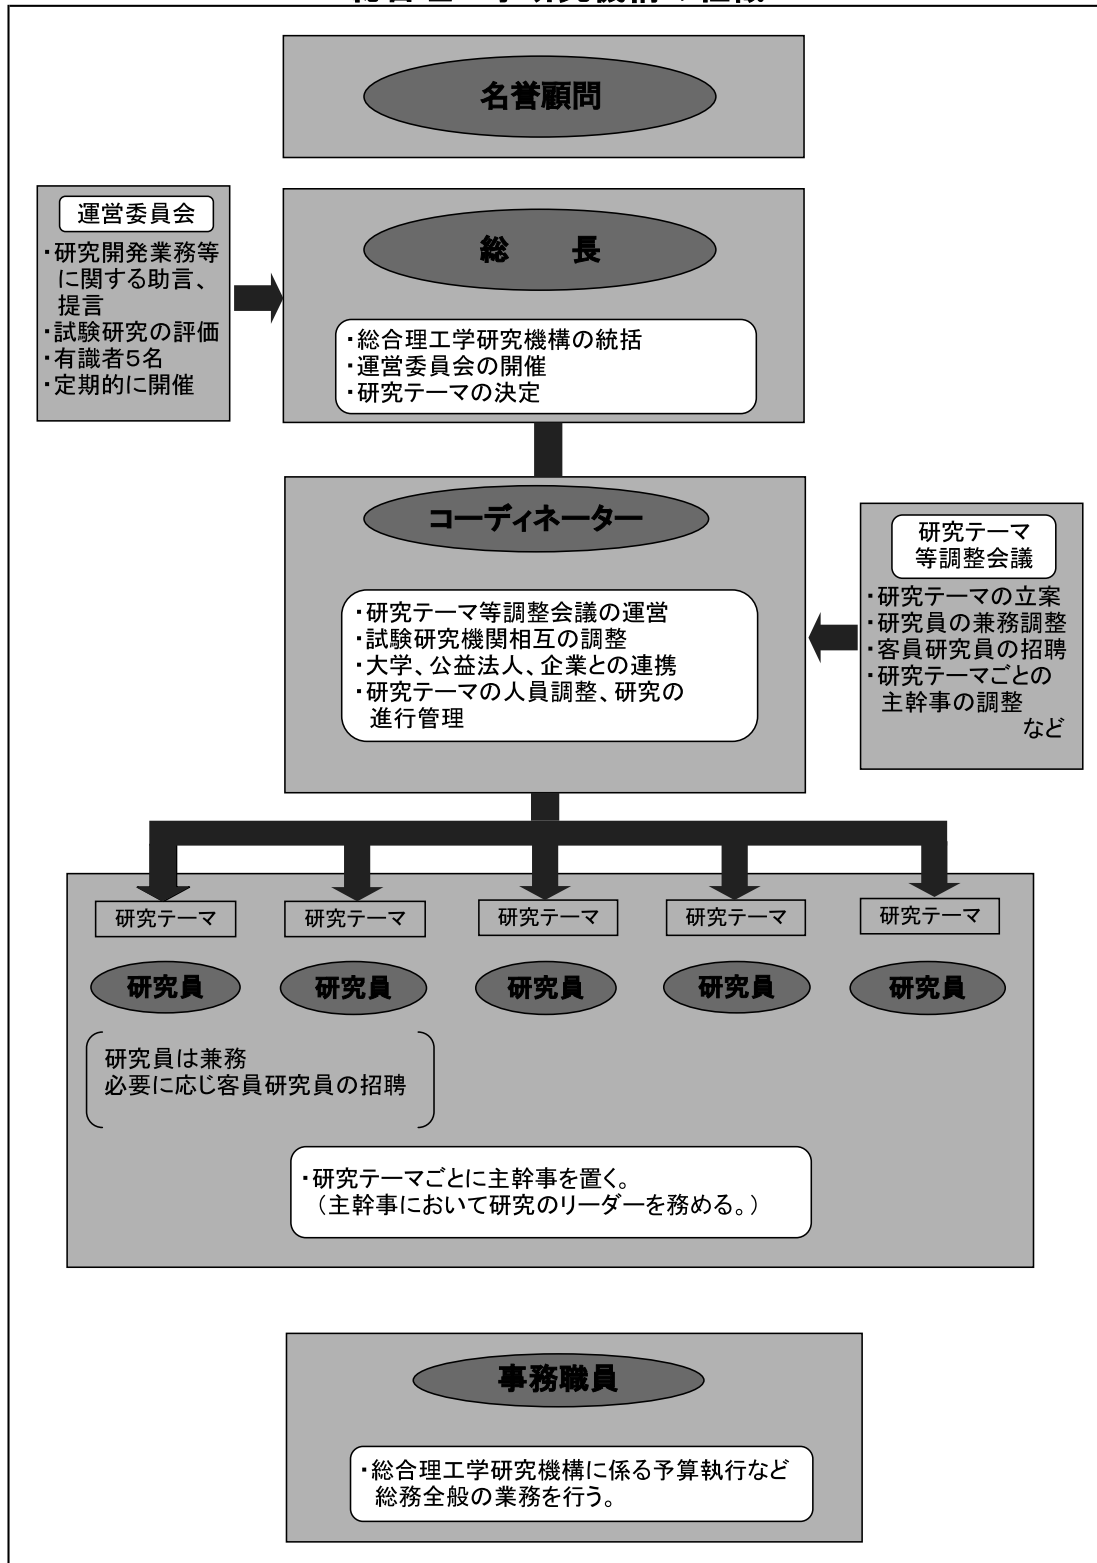 名誉顧問
運営委員会
・研究開発業務等
に関する助言、
提言
・試験研究の評価
・有識者5名
・定期的に開催
総　長
・総合理工学研究機構の統括
・運営委員会の開催
・研究テーマの決定
コーディネーター
・研究テーマ等調整会議の運営
・試験研究機関相互の調整
・大学、公益法人、企業との連携
・研究テーマの人員調整、研究の
進行管理
研究テーマ
等調整会議
・研究テーマの立案
・研究員の兼務調整
・客員研究員の招聘
・研究テーマごとの
主幹事の調整
など
研究テーマ
研究テーマ
研究テーマ
研究テーマ
研究テーマ
研究員
研究員
研究員
研究員
研究員
研究員は兼務
必要に応じ客員研究員の招聘
・研究テーマごとに主幹事を置く。
（主幹事において研究のリーダーを務める。）
事務職員
・総合理工学研究機構に係る予算執行など
総務全般の業務を行う。